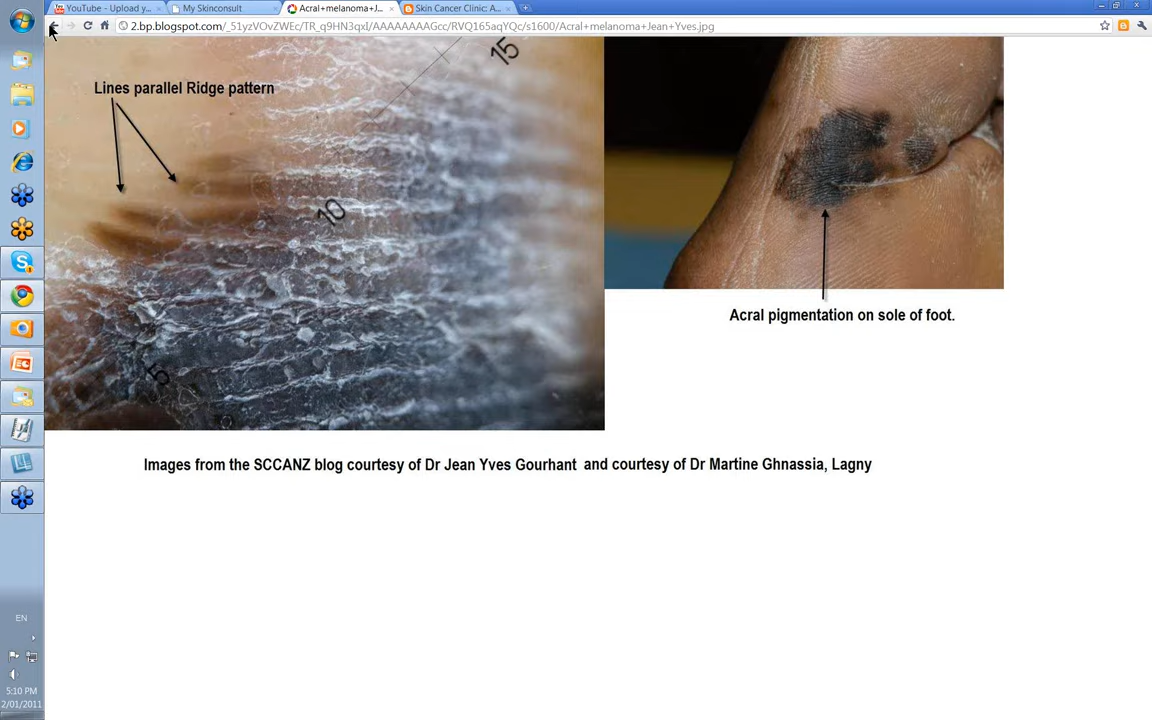 YouTube - Upload y...
My Skinconsult
Acral+melanoma+J...
Skin Cancer Clinic: A...
2.bp.blogspot.com/_51yzVOvZWEc/TR_q9HN3qxI/AAAAAAAAGcc/RVQ165aqYQc/s1600/Acral+melanoma+Jean+Yves.jpg
15
Lines parallel Ridge pattern
10
5
Acral pigmentation on sole of foot.
Images from the SCCANZ blog courtesy of Dr Jean Yves Gourhant and courtesy of Dr Martine Ghnassia, Lagny
EN
5:10 PM
2/01/2011